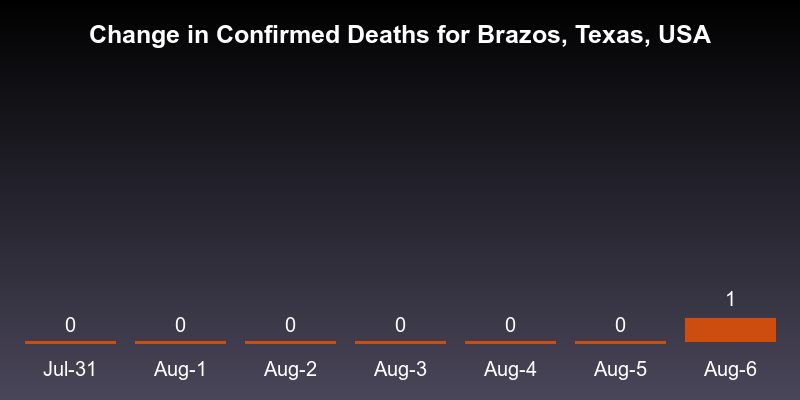 Change in Confirmed Deaths for Brazos, Texas, USA
0 0 0 0 0 0 1
Jul-31 Aug-1 Aug-2 Aug-3 Aug-4 Aug-5 Aug-6